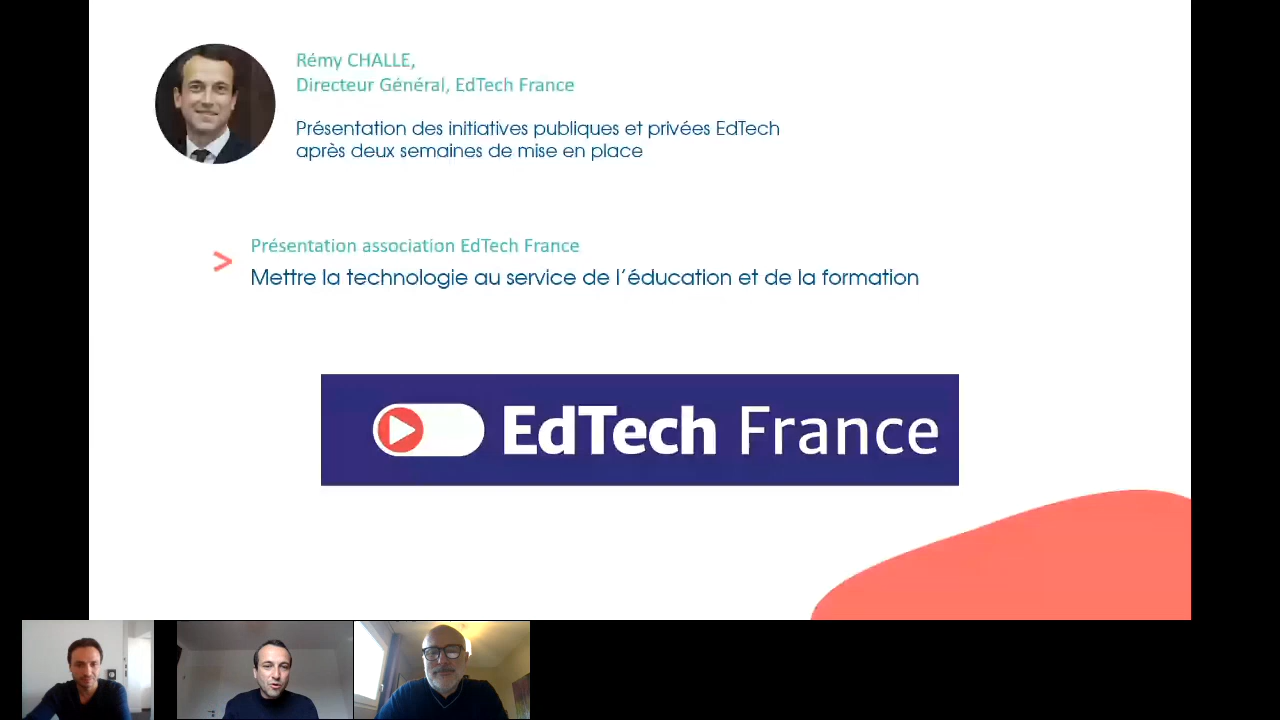 Rémy CHALLE,
Directeur Général, EdTech France
Présentation des initiatives publiques et privées EdTech
après deux semaines de mise en place
> Présentation association EdTech France
Mettre la technologie au service de l'éducation et de la formation
EdTech France